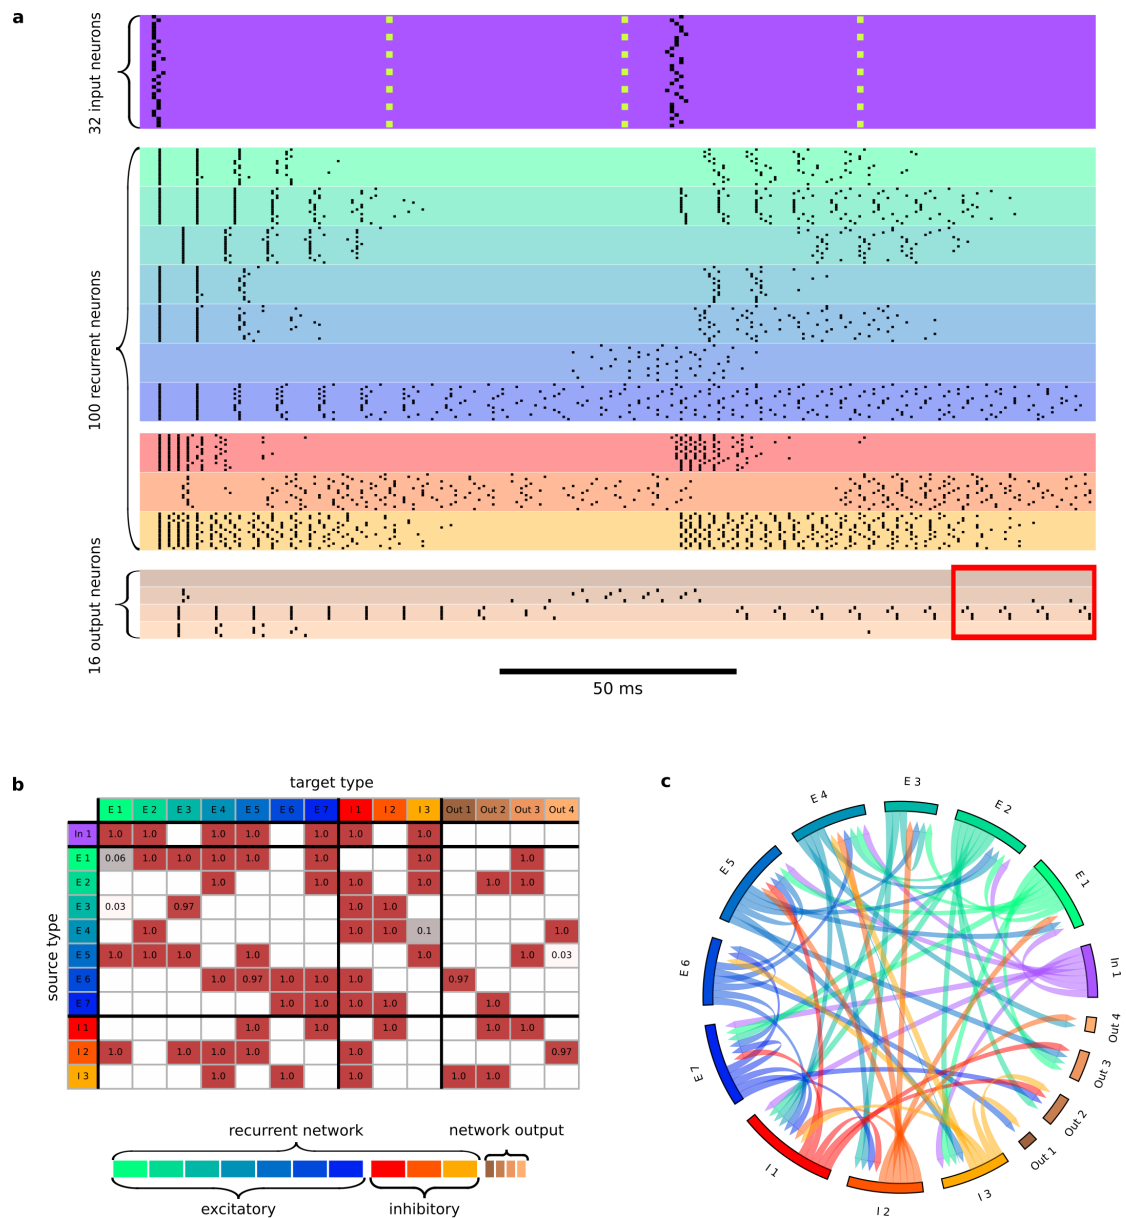 a
32 input neurons
100 recurrent neurons
16 output neurons
50 ms
b
target type
source type
E 1 E 2 E 3 E 4 E 5 E 6 E 7 I 1 I 2 I 3 Out 1 Out 2 Out 3 Out 4
In 1 1.0 1.0 1.0 1.0 1.0 1.0 1.0
E 1 0.06 1.0 1.0 1.0 1.0 1.0 1.0 1.0
E 2 1.0 1.0 1.0 1.0 1.0 1.0
E 3 0.03 0.97 1.0 1.0
E 4 1.0 1.0 1.0 0.1 1.0
E 5 1.0 1.0 1.0 1.0 1.0 1.0 0.03
E 6 1.0 0.97 1.0 1.0 1.0 0.97
E 7 1.0 1.0 1.0 1.0 1.0
I 1 1.0 1.0 1.0 1.0 1.0
I 2 1.0 1.0 1.0 1.0 1.0 0.97
I 3 1.0 1.0 1.0 1.0 1.0
recurrent network
network output
excitatory
inhibitory
c
E 3
E 2
E 1
In 1
Out 4
Out 3
Out 2
Out 1
I 3
I 2
I 1
E 7
E 6
E 5
E 4